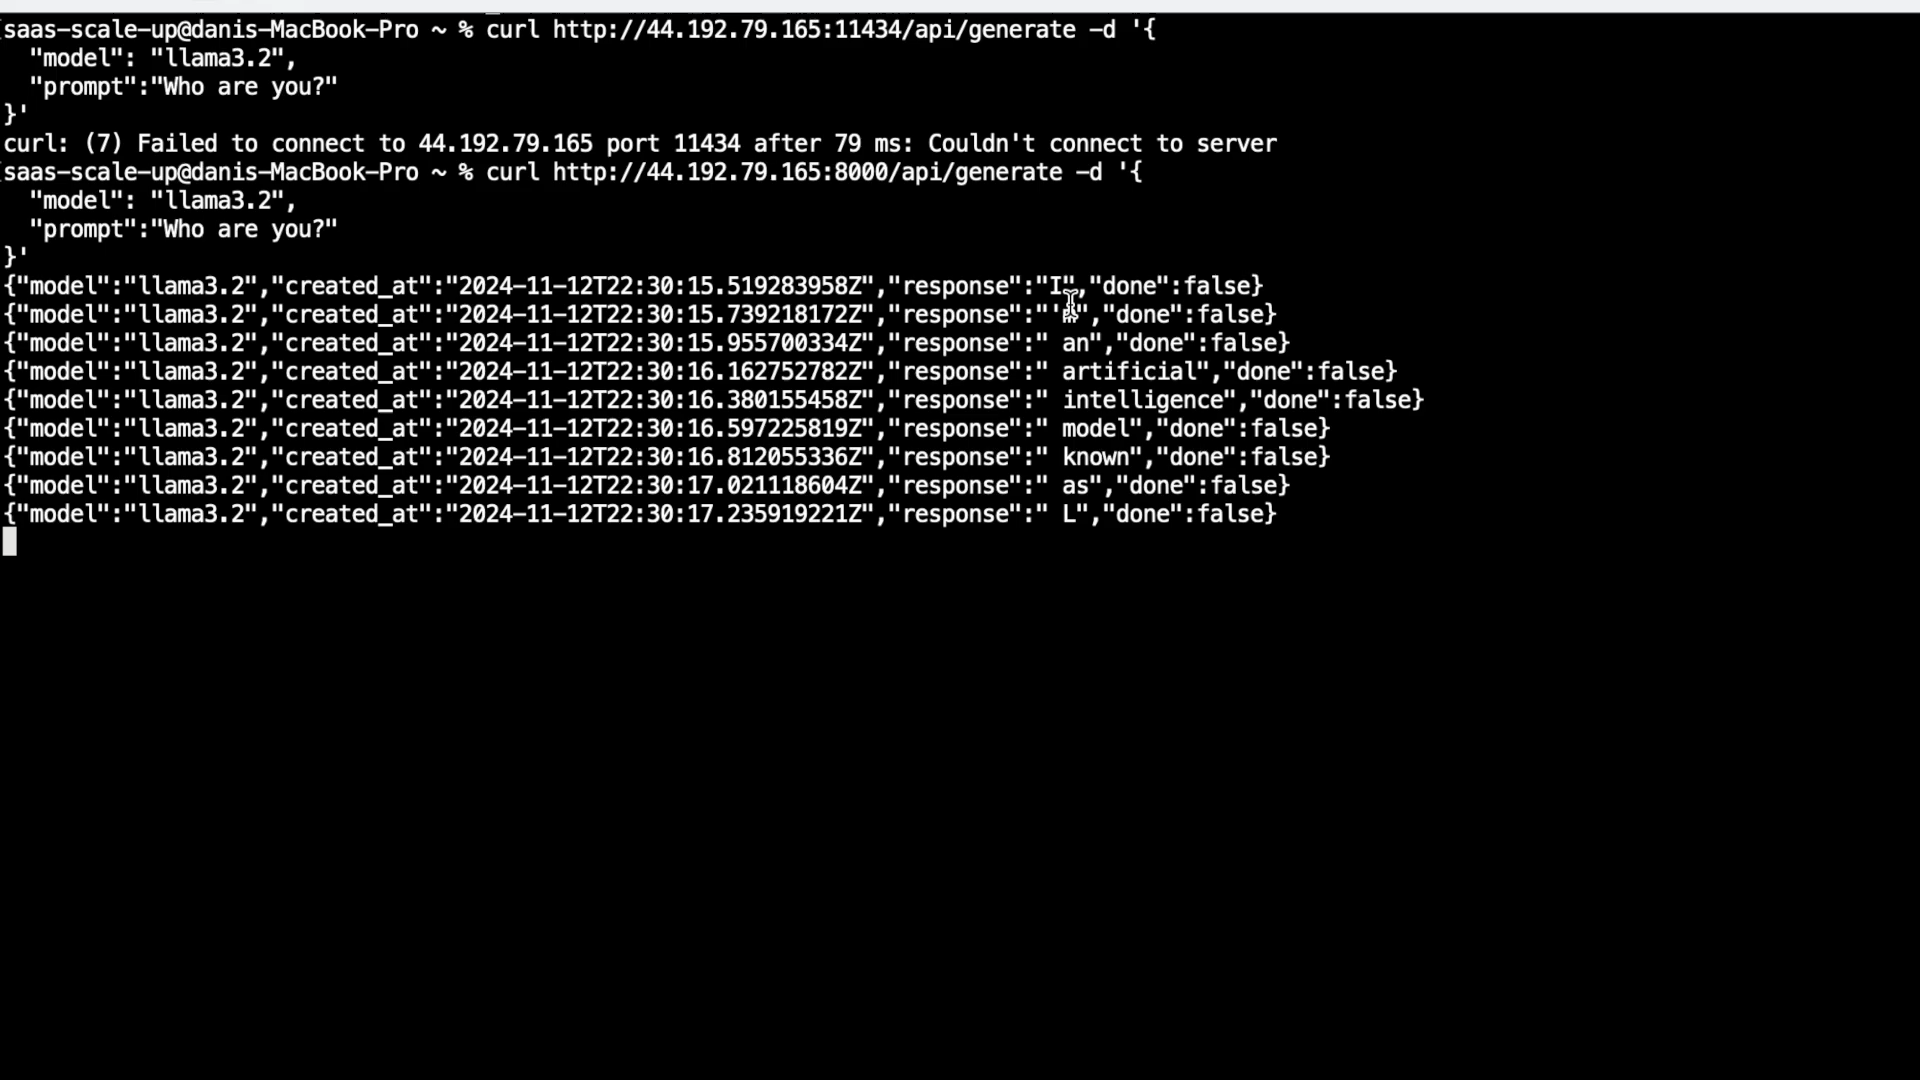 saas-scale-up@danis-MacBook-Pro ~ % curl http://44.192.79.165:11434/api/generate -d '{
  "model": "llama3.2",
  "prompt":"Who are you?"
}'
curl: (7) Failed to connect to 44.192.79.165 port 11434 after 79 ms: Couldn't connect to server
saas-scale-up@danis-MacBook-Pro ~ % curl http://44.192.79.165:8000/api/generate -d '{
  "model": "llama3.2",
  "prompt":"Who are you?"
}'
{"model":"llama3.2","created_at":"2024-11-12T22:30:15.519283958Z","response":"I","done":false}
{"model":"llama3.2","created_at":"2024-11-12T22:30:15.739218172Z","response":"'m","done":false}
{"model":"llama3.2","created_at":"2024-11-12T22:30:15.955700334Z","response":" an","done":false}
{"model":"llama3.2","created_at":"2024-11-12T22:30:16.162752782Z","response":" artificial","done":false}
{"model":"llama3.2","created_at":"2024-11-12T22:30:16.380155458Z","response":" intelligence","done":false}
{"model":"llama3.2","created_at":"2024-11-12T22:30:16.597225819Z","response":" model","done":false}
{"model":"llama3.2","created_at":"2024-11-12T22:30:16.812055336Z","response":" known","done":false}
{"model":"llama3.2","created_at":"2024-11-12T22:30:17.021118604Z","response":" as","done":false}
{"model":"llama3.2","created_at":"2024-11-12T22:30:17.235919221Z","response":" L","done":false}